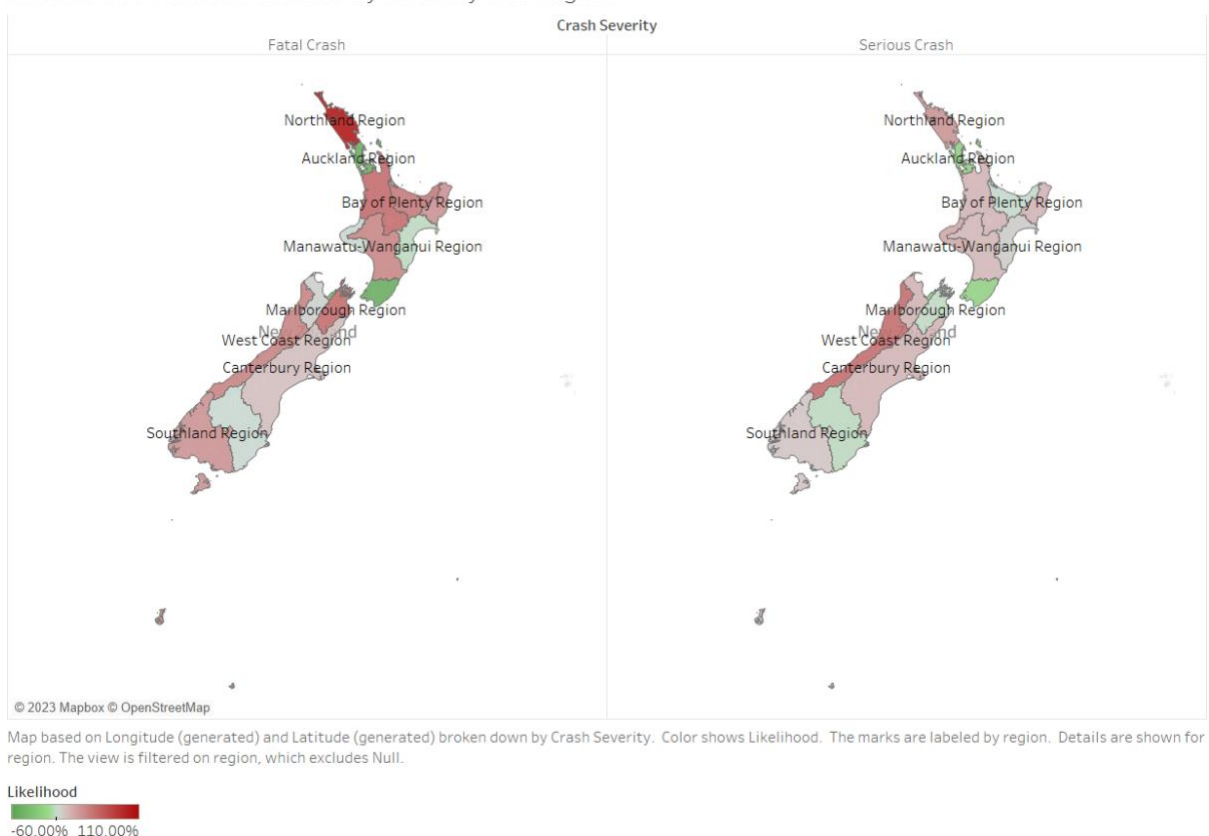 Crash Severity
Fatal Crash
Serious Crash
Northland Region
Auckland Region
Bay of Plenty Region
Manawatu-Wanganui Region
Marlborough Region
West Coast Region
Canterbury Region
Southland Region
© 2023 Mapbox © OpenStreetMap
Northland Region
Auckland Region
Bay of Plenty Region
Manawatu-Wanganui Region
Marlborough Region
West Coast Region
Canterbury Region
Southland Region
Map based on Longitude (generated) and Latitude (generated) broken down by Crash Severity.  Color shows Likelihood.  The marks are labeled by region.  Details are shown for
region. The view is filtered on region, which excludes Null.
Likelihood
-60.00% 110.00%